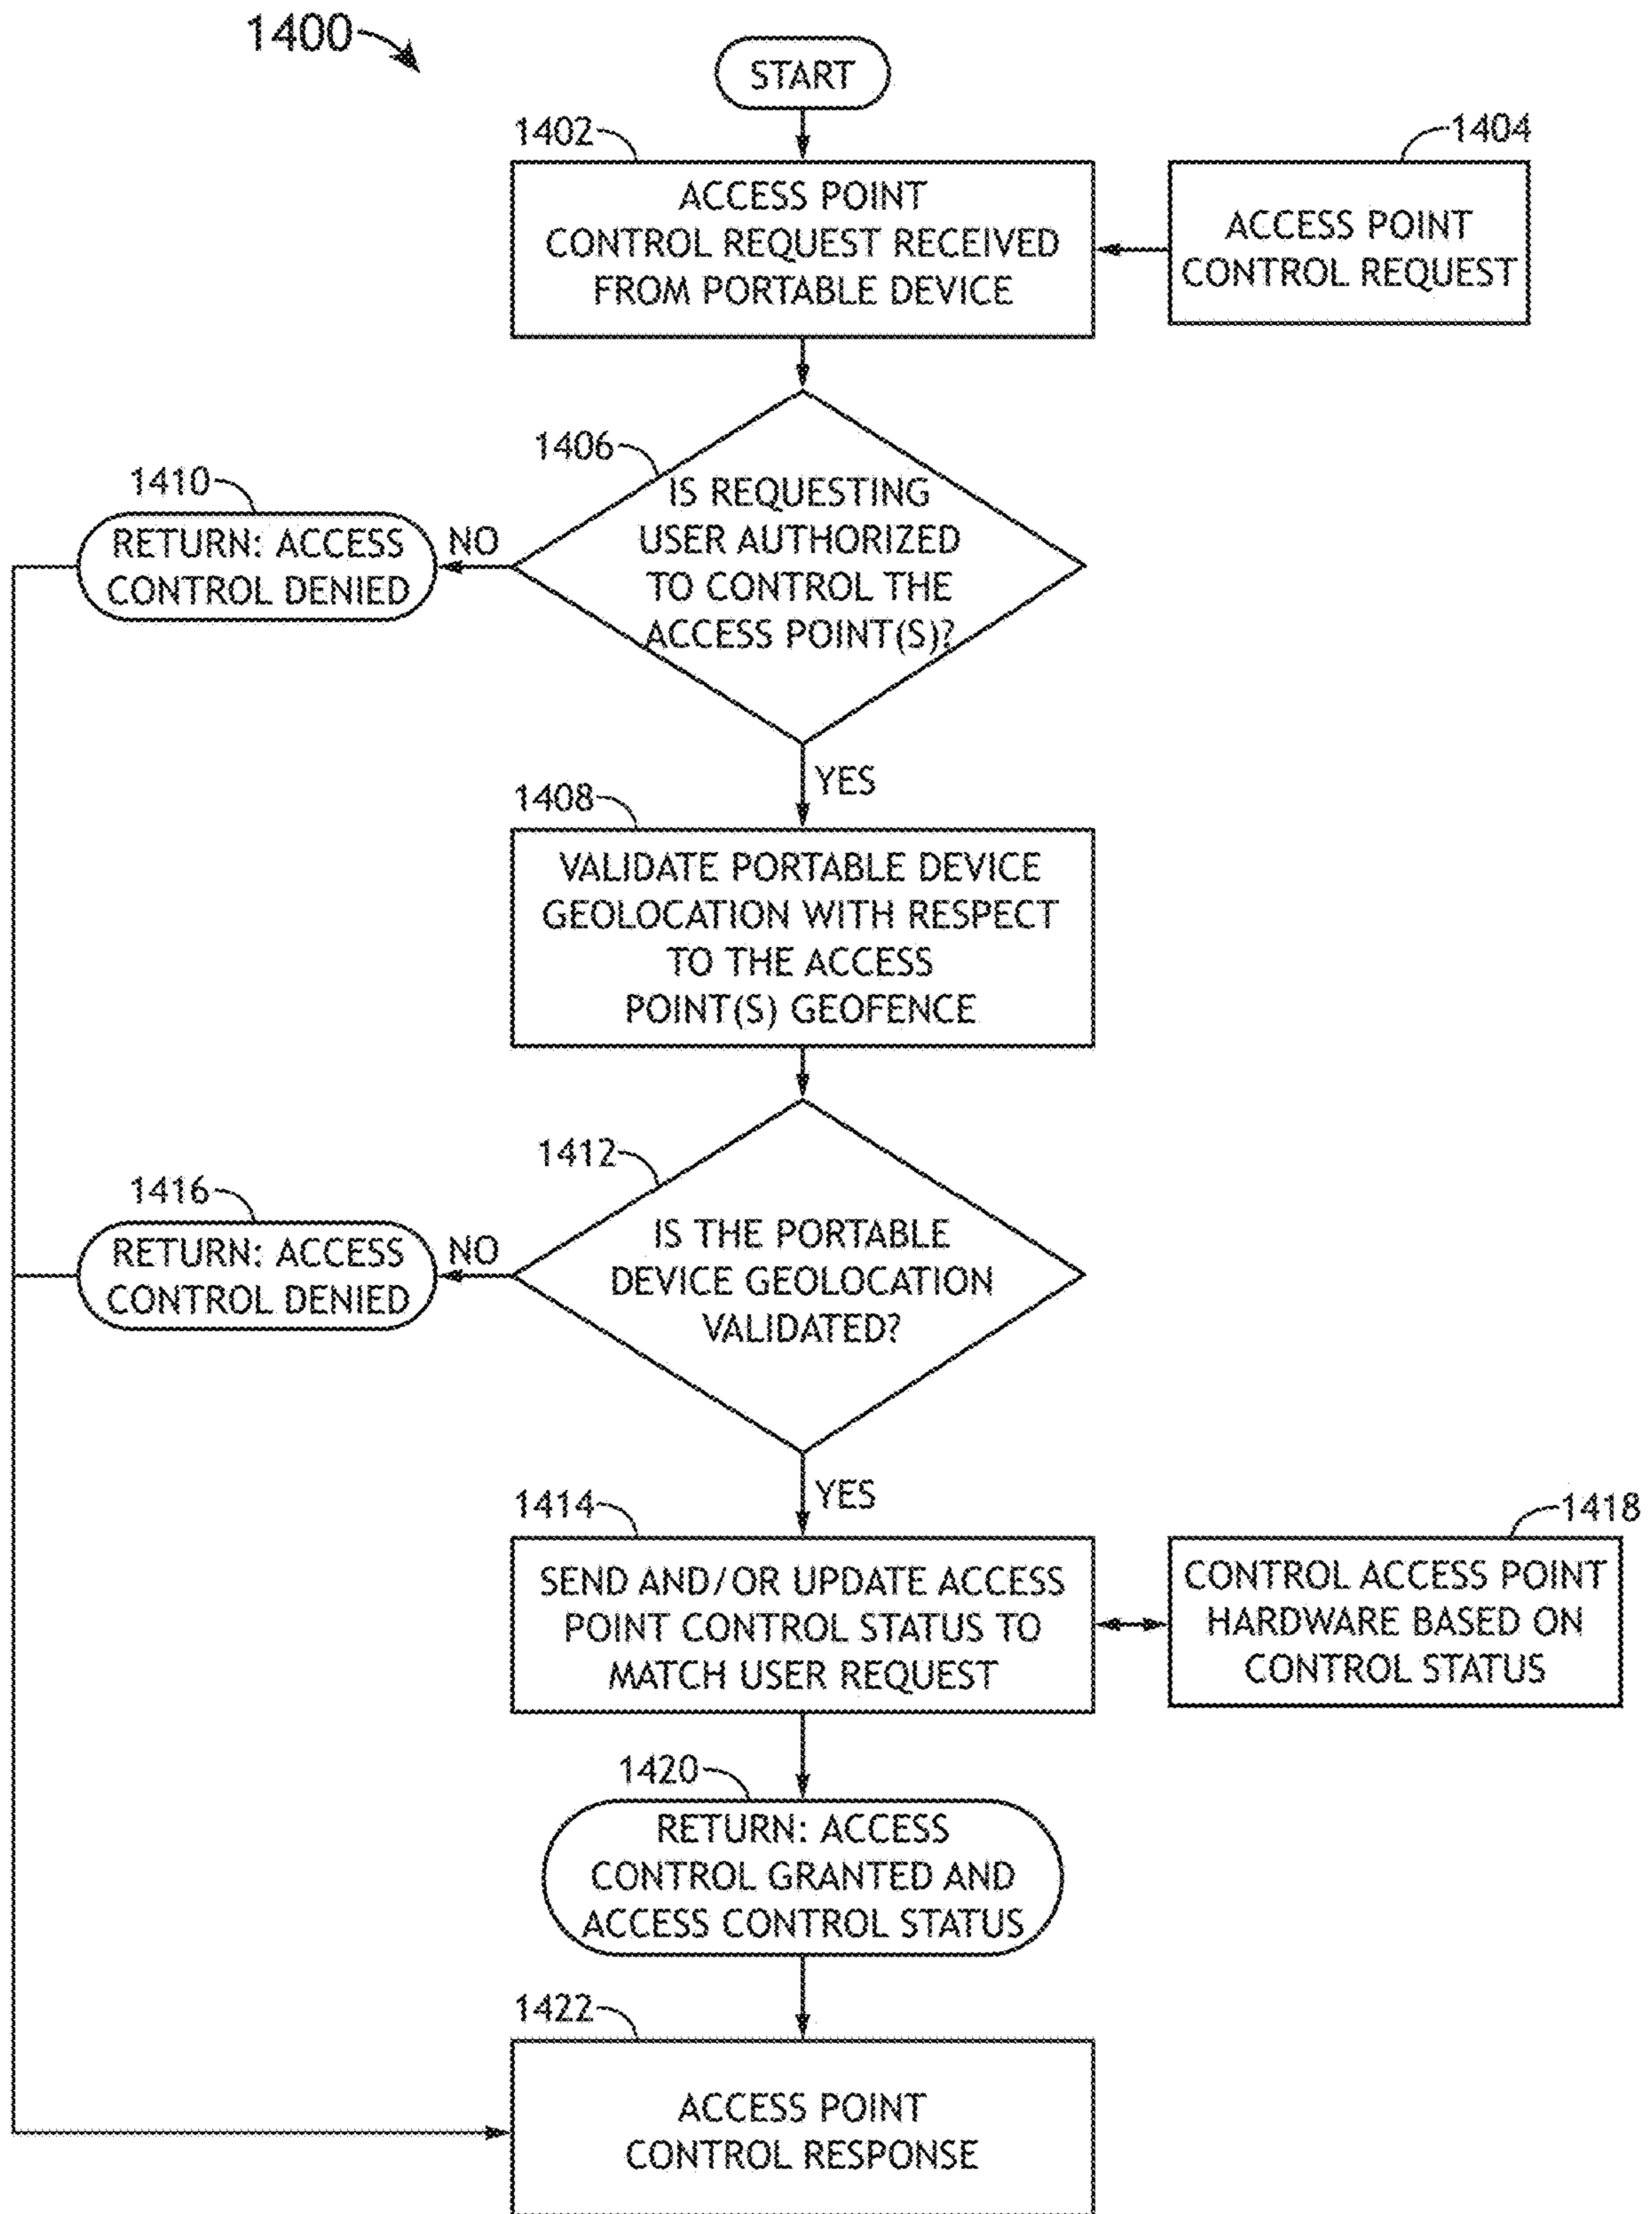 1400
START
1402
1404
ACCESS POINT
CONTROL REQUEST RECEIVED
FROM PORTABLE DEVICE
ACCESS POINT
CONTROL REQUEST
1406
IS REQUESTING
USER AUTHORIZED
TO CONTROL THE
ACCESS POINT(S)?
1410
RETURN: ACCESS
CONTROL DENIED
NO
YES
1408
VALIDATE PORTABLE DEVICE
GEOLOCATION WITH RESPECT
TO THE ACCESS
POINT(S) GEOFENCE
1412
IS THE PORTABLE
DEVICE GEOLOCATION
VALIDATED?
1416
RETURN: ACCESS
CONTROL DENIED
NO
YES
1414
SEND AND/OR UPDATE ACCESS
POINT CONTROL STATUS TO
MATCH USER REQUEST
1418
CONTROL ACCESS POINT
HARDWARE BASED ON
CONTROL STATUS
1420
RETURN: ACCESS
CONTROL GRANTED AND
ACCESS CONTROL STATUS
1422
ACCESS POINT
CONTROL RESPONSE